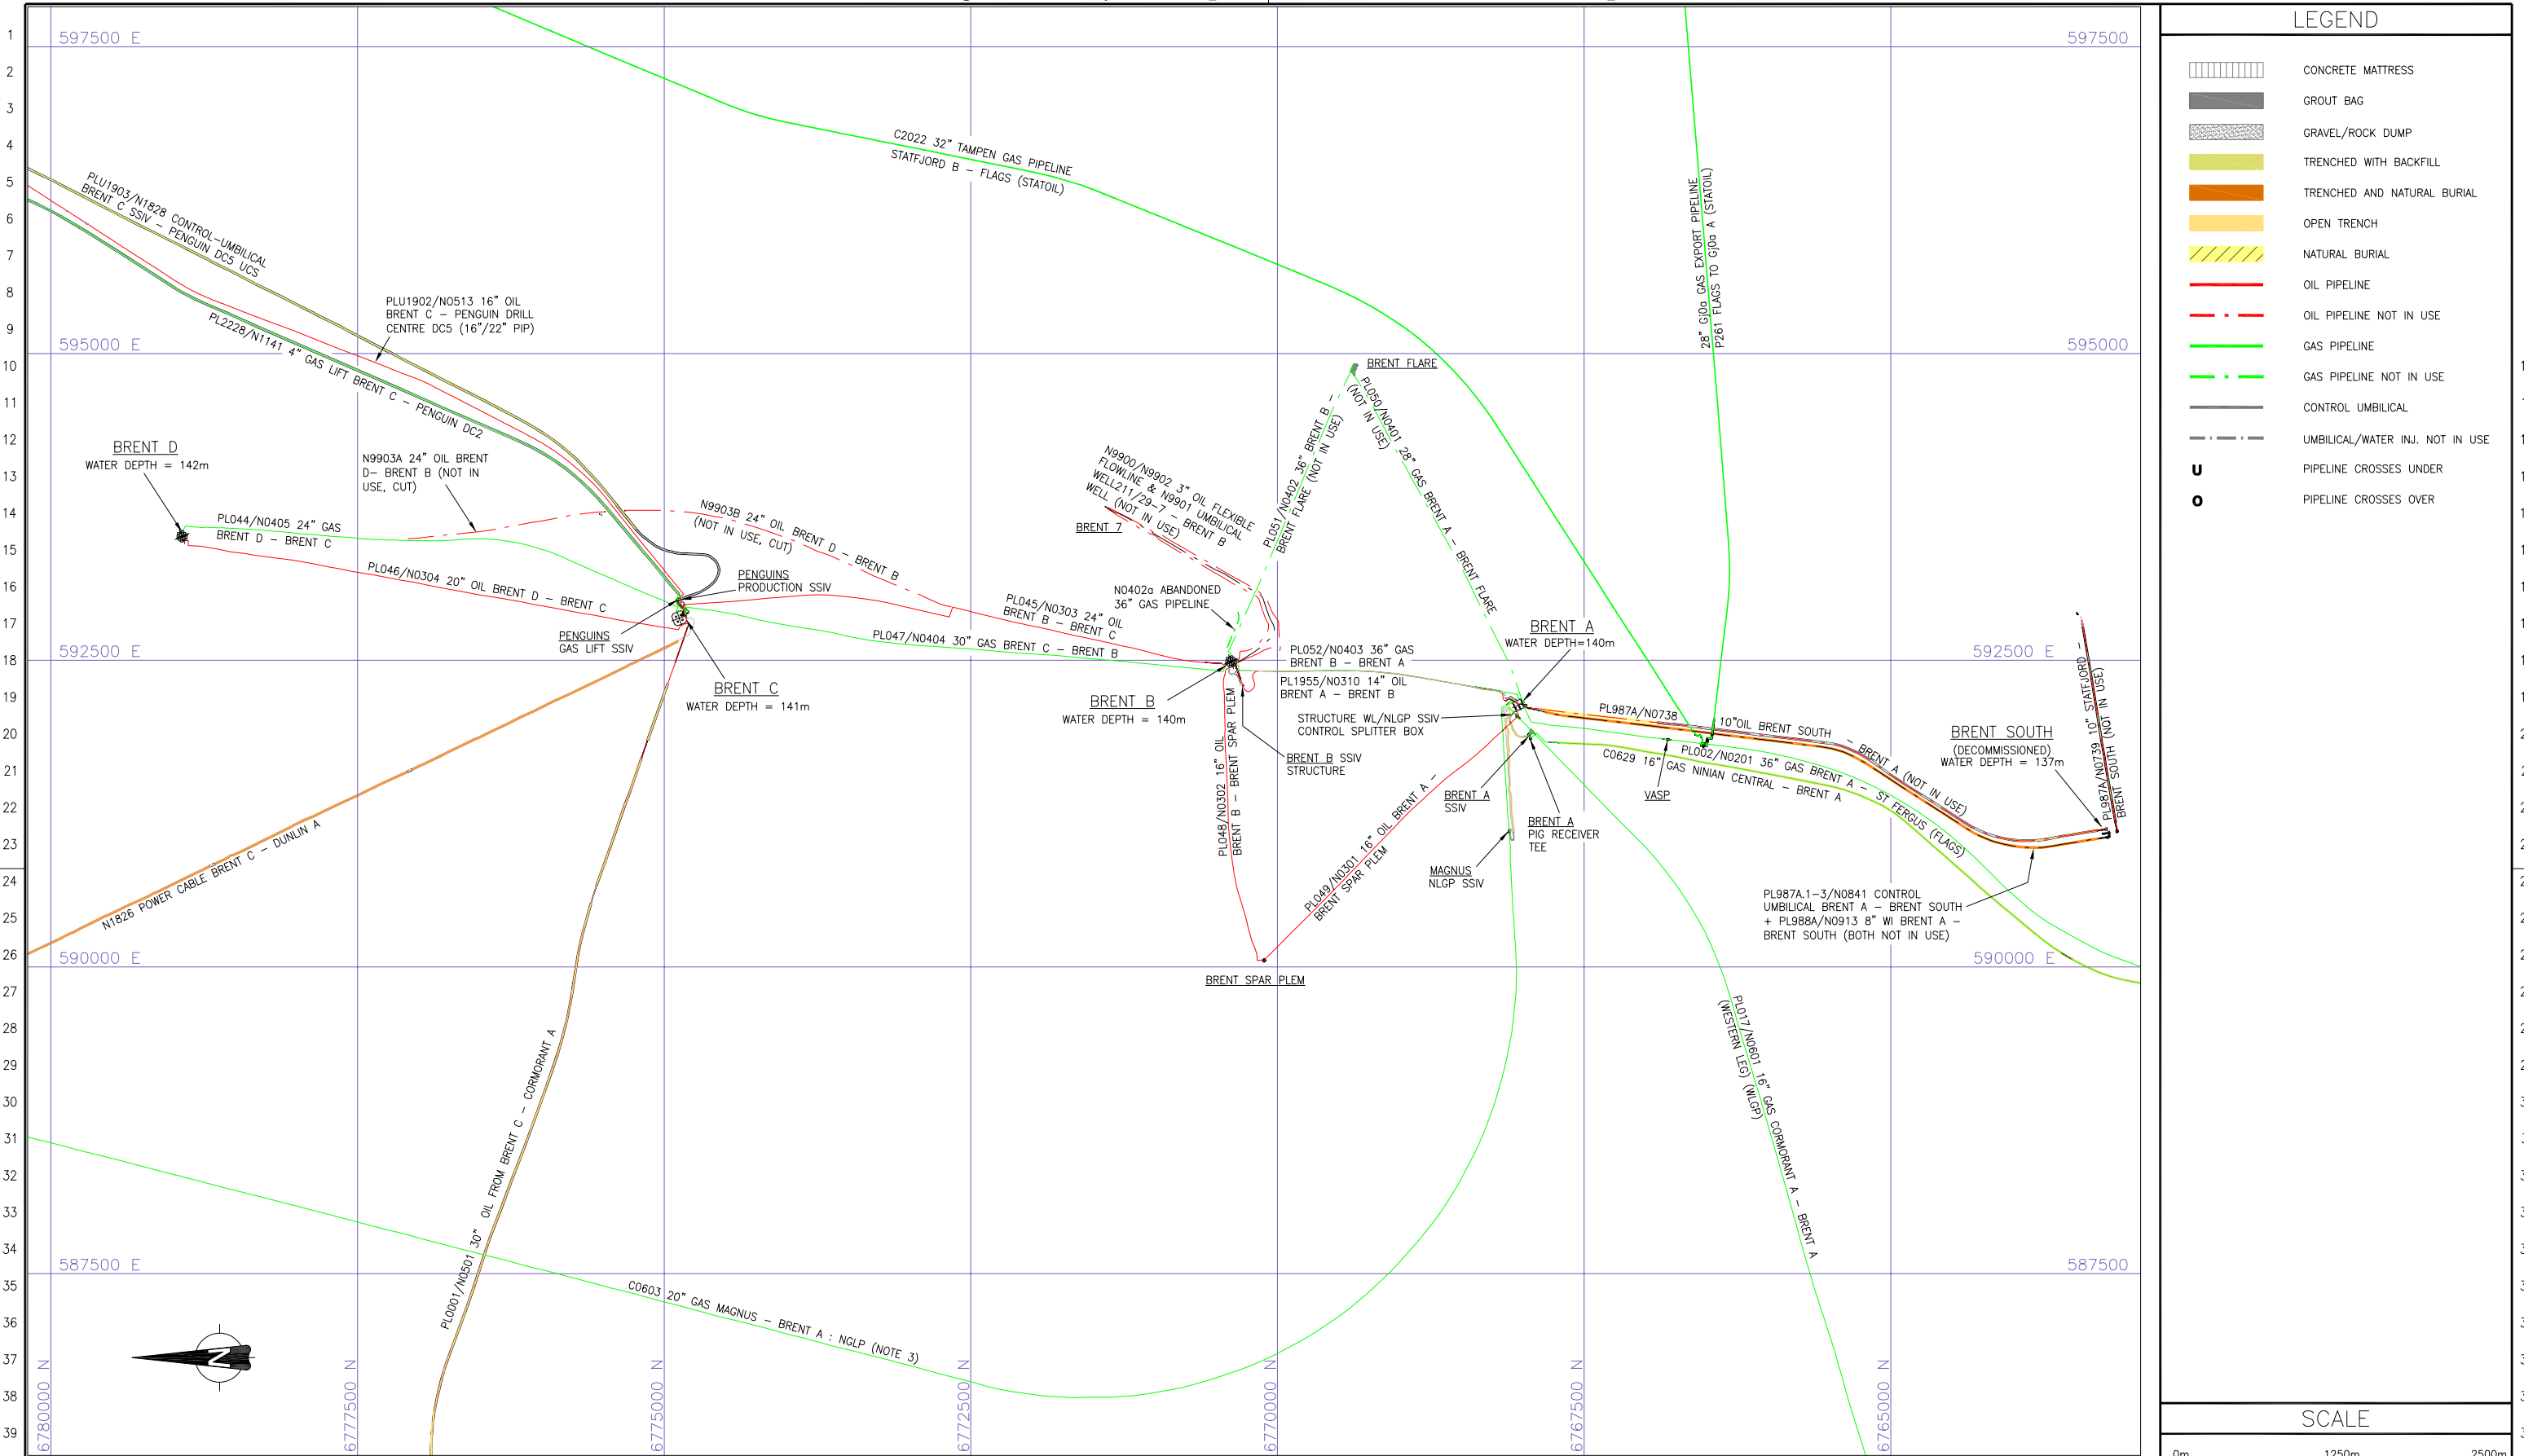 597500 E
597500
595000 E
595000
592500 E
592500 E
590000 E
590000 E
587500 E
587500
6780000 N
6777500 N
6775000 N
6772500 N
6770000 N
6767500 N
6765000 N
1
2
3
4
5
6
7
8
9
10
11
12
13
14
15
16
17
18
19
20
21
22
23
24
25
26
27
28
29
30
31
32
33
34
35
36
37
38
39
C2022 32" TAMPEN GAS PIPELINE
STATFJORD B - FLAGS (STATOIL)
28" Gj0a GAS EXPORT PIPELINE
P261 FLAGS TO Gj0a A (STATOIL)
PLU1903/N1828 CONTROL-UMBILICAL
BRENT C SSIV - PENGUIN DC5 UCS
PLU1902/N0513 16" OIL
BRENT C - PENGUIN DRILL
CENTRE DC5 (16"/22" PIP)
PL2228/N1141 4" GAS LIFT BRENT C - PENGUIN DC2
BRENT D
WATER DEPTH = 142m
N9903A 24" OIL BRENT
D- BRENT B (NOT IN
USE, CUT)
PL044/N0405 24" GAS
BRENT D - BRENT C
PL046/N0304 20" OIL BRENT D - BRENT C
N9903B 24" OIL BRENT D - BRENT B
(NOT IN USE, CUT)
PENGUINS
PRODUCTION SSIV
PENGUINS
GAS LIFT SSIV
BRENT C
WATER DEPTH = 141m
PL045/N0303 24" OIL
BRENT B - BRENT C
PL047/N0404 30" GAS BRENT C - BRENT B
N9900/N9902 3" OIL FLEXIBLE
FLOWLINE & N9901 UMBILICAL
WELL211/29-7 - BRENT B
WELL (NOT IN USE)
BRENT 7
N0402a ABANDONED
36" GAS PIPELINE
BRENT FLARE
PL051/N0402 36" BRENT B -
BRENT FLARE (NOT IN USE)
PL050/N0401 28" GAS BRENT A - BRENT FLARE
(NOT IN USE)
BRENT B
WATER DEPTH = 140m
PL052/N0403 36" GAS
BRENT B - BRENT A
PL1955/N0310 14" OIL
BRENT A - BRENT B
BRENT A
WATER DEPTH=140m
STRUCTURE WL/NLGP SSIV
CONTROL SPLITTER BOX
BRENT B SSIV
STRUCTURE
PL048/N0302 16" OIL
BRENT B - BRENT SPAR PLEM
PL049/N0301 16" OIL BRENT A -
BRENT SPAR PLEM
BRENT SPAR PLEM
BRENT A
SSIV
BRENT A
PIG RECEIVER
TEE
MAGNUS
NLGP SSIV
VASP
PL987A/N0738 10"OIL BRENT SOUTH - BRENT A (NOT IN USE)
PL002/N0201 36" GAS BRENT A - ST FERGUS (FLAGS)
C0629 16" GAS NINIAN CENTRAL - BRENT A
BRENT SOUTH
(DECOMMISSIONED)
WATER DEPTH = 137m
PL987A/N0739 10" STATFJORD -
BRENT SOUTH (NOT IN USE)
PL987A.1-3/N0841 CONTROL
UMBILICAL BRENT A - BRENT SOUTH
+ PL988A/N0913 8" WI BRENT A -
BRENT SOUTH (BOTH NOT IN USE)
N1826 POWER CABLE BRENT C - DUNLIN A
PL0001/N0501 30" OIL FROM BRENT C - CORMORANT A
C0603 20" GAS MAGNUS - BRENT A : NGLP (NOTE 3)
PL017/N0601 16" GAS CORMORANT A - BRENT A
(WESTERN LEG) (WLGP)
N
LEGEND
CONCRETE MATTRESS
GROUT BAG
GRAVEL/ROCK DUMP
TRENCHED WITH BACKFILL
TRENCHED AND NATURAL BURIAL
OPEN TRENCH
NATURAL BURIAL
OIL PIPELINE
OIL PIPELINE NOT IN USE
GAS PIPELINE
GAS PIPELINE NOT IN USE
CONTROL UMBILICAL
UMBILICAL/WATER INJ. NOT IN USE
U PIPELINE CROSSES UNDER
O PIPELINE CROSSES OVER
SCALE
0m 1250m 2500m